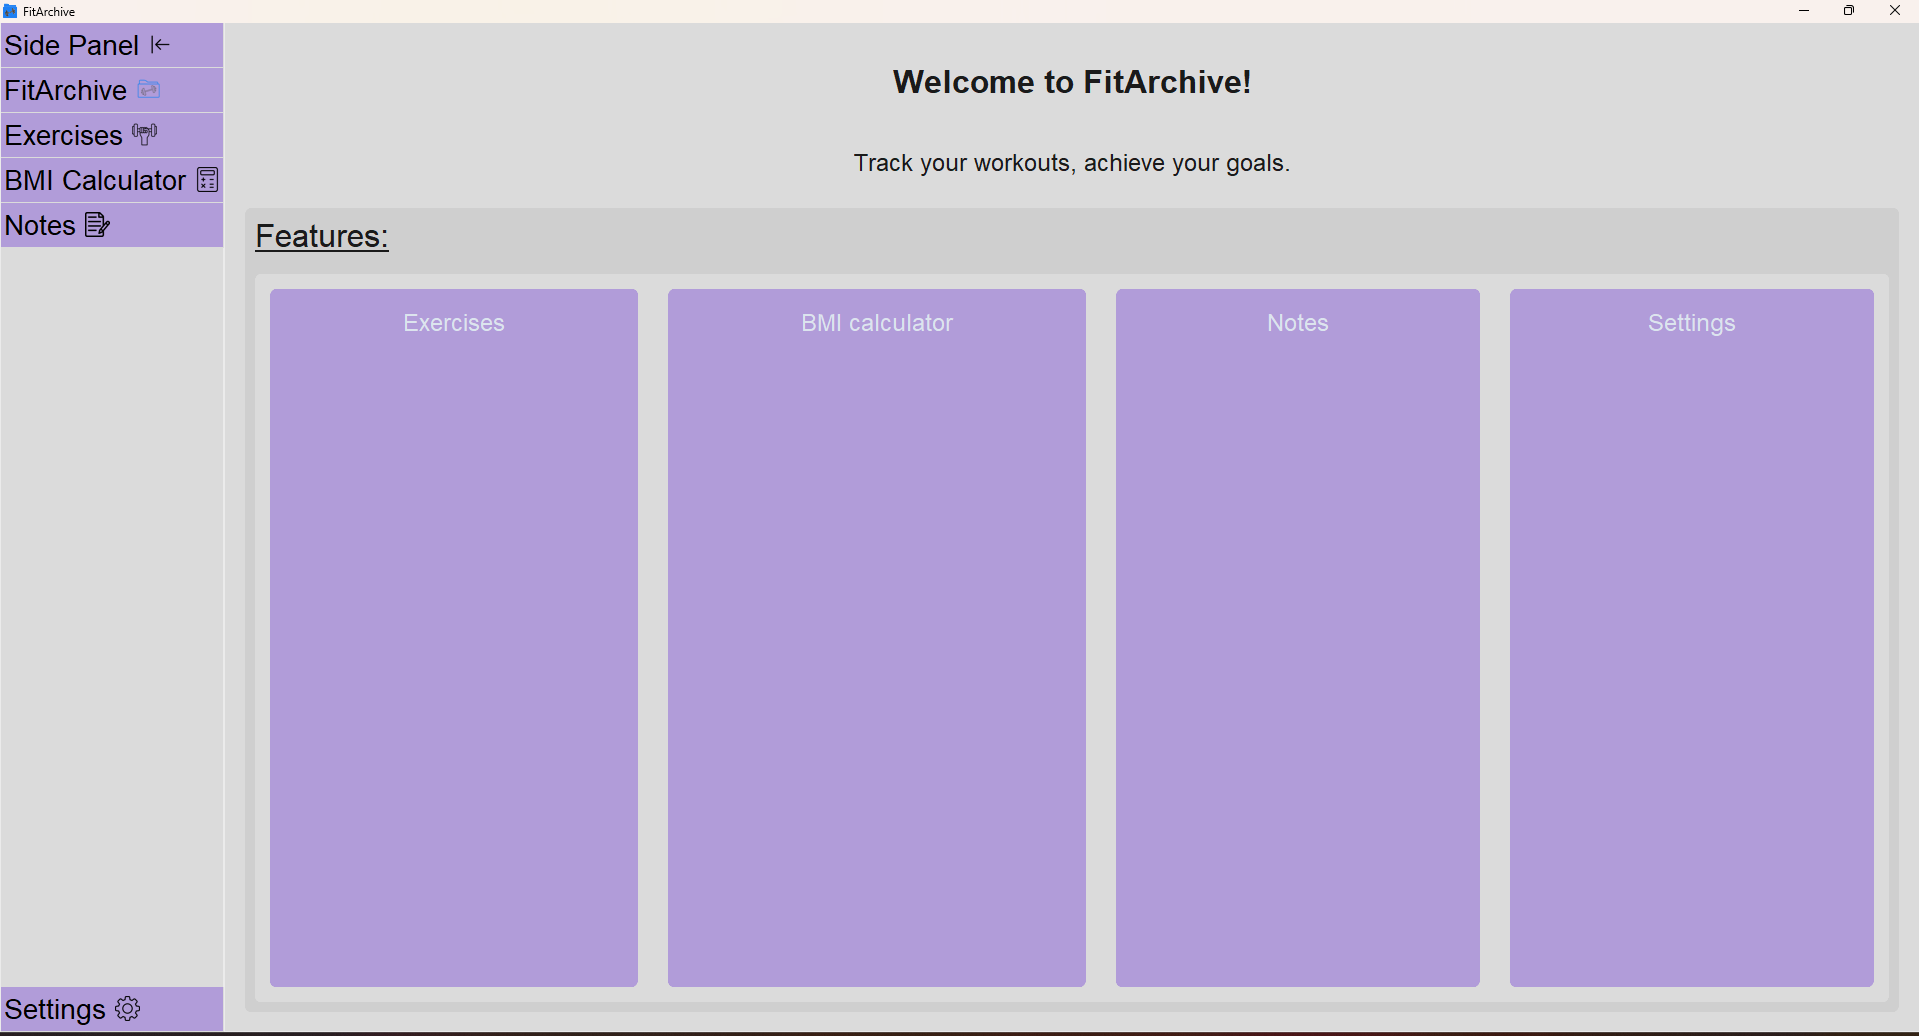 FitArchive
Side Panel
FitArchive
Exercises
BMI Calculator
Notes
Settings
Welcome to FitArchive!
Track your workouts, achieve your goals.
Features:
Exercises
BMI calculator
Notes
Settings